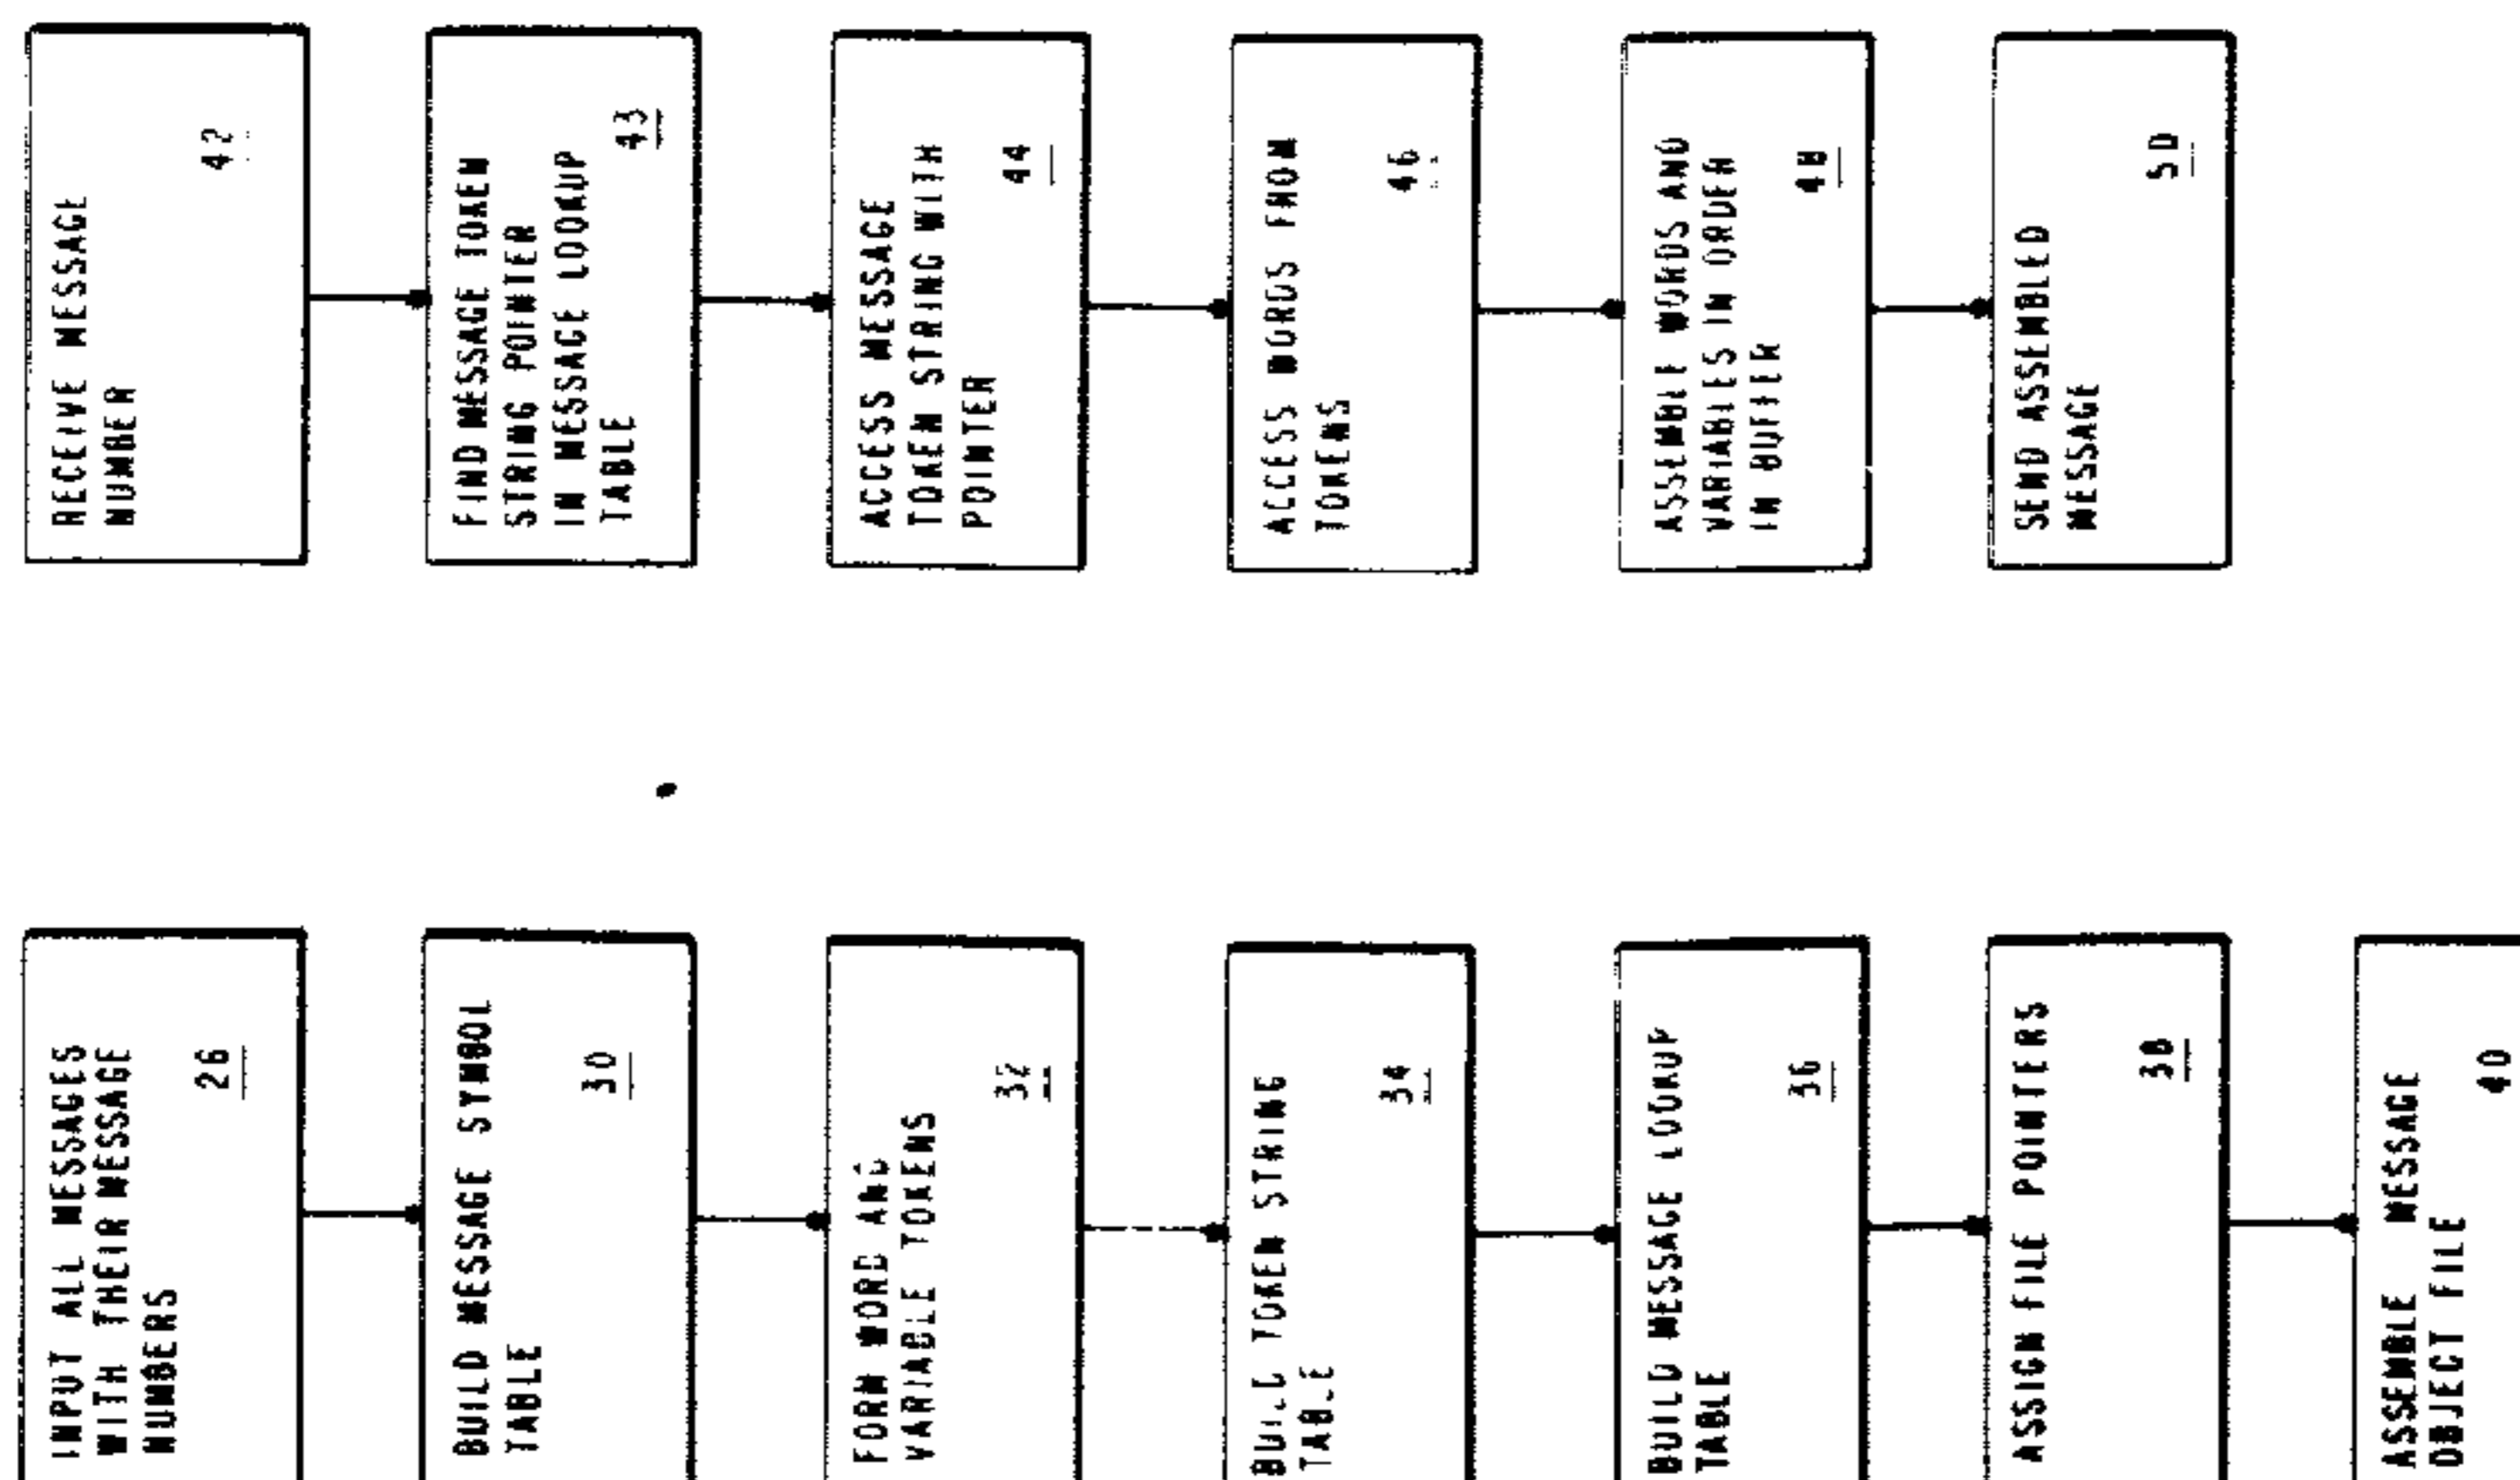 INPUT ALL MESSAGES
WITH THEIR MESSAGE
NUMBERS
26
BUILD MESSAGE SYMBOL
TABLE
30
FORM WORD AND
VARIABLE TOKENS
32
BUILD TOKEN STRING
TABLE
34
BUILD MESSAGE LOOKUP
TABLE
36
ASSIGN FILE POINTERS
38
ASSEMBLE MESSAGE
OBJECT FILE
40
RECEIVE MESSAGE
NUMBER
42
FIND MESSAGE TOKEN
STRING POINTER
IN MESSAGE LOOKUP
TABLE
43
ACCESS MESSAGE
TOKEN STRING WITH
POINTER
44
ACCESS WORDS FROM
TOKENS
46
ASSEMBLE WORDS AND
VARIABLES IN ORDER
IN BUFFER
48
SEND ASSEMBLED
MESSAGE
50